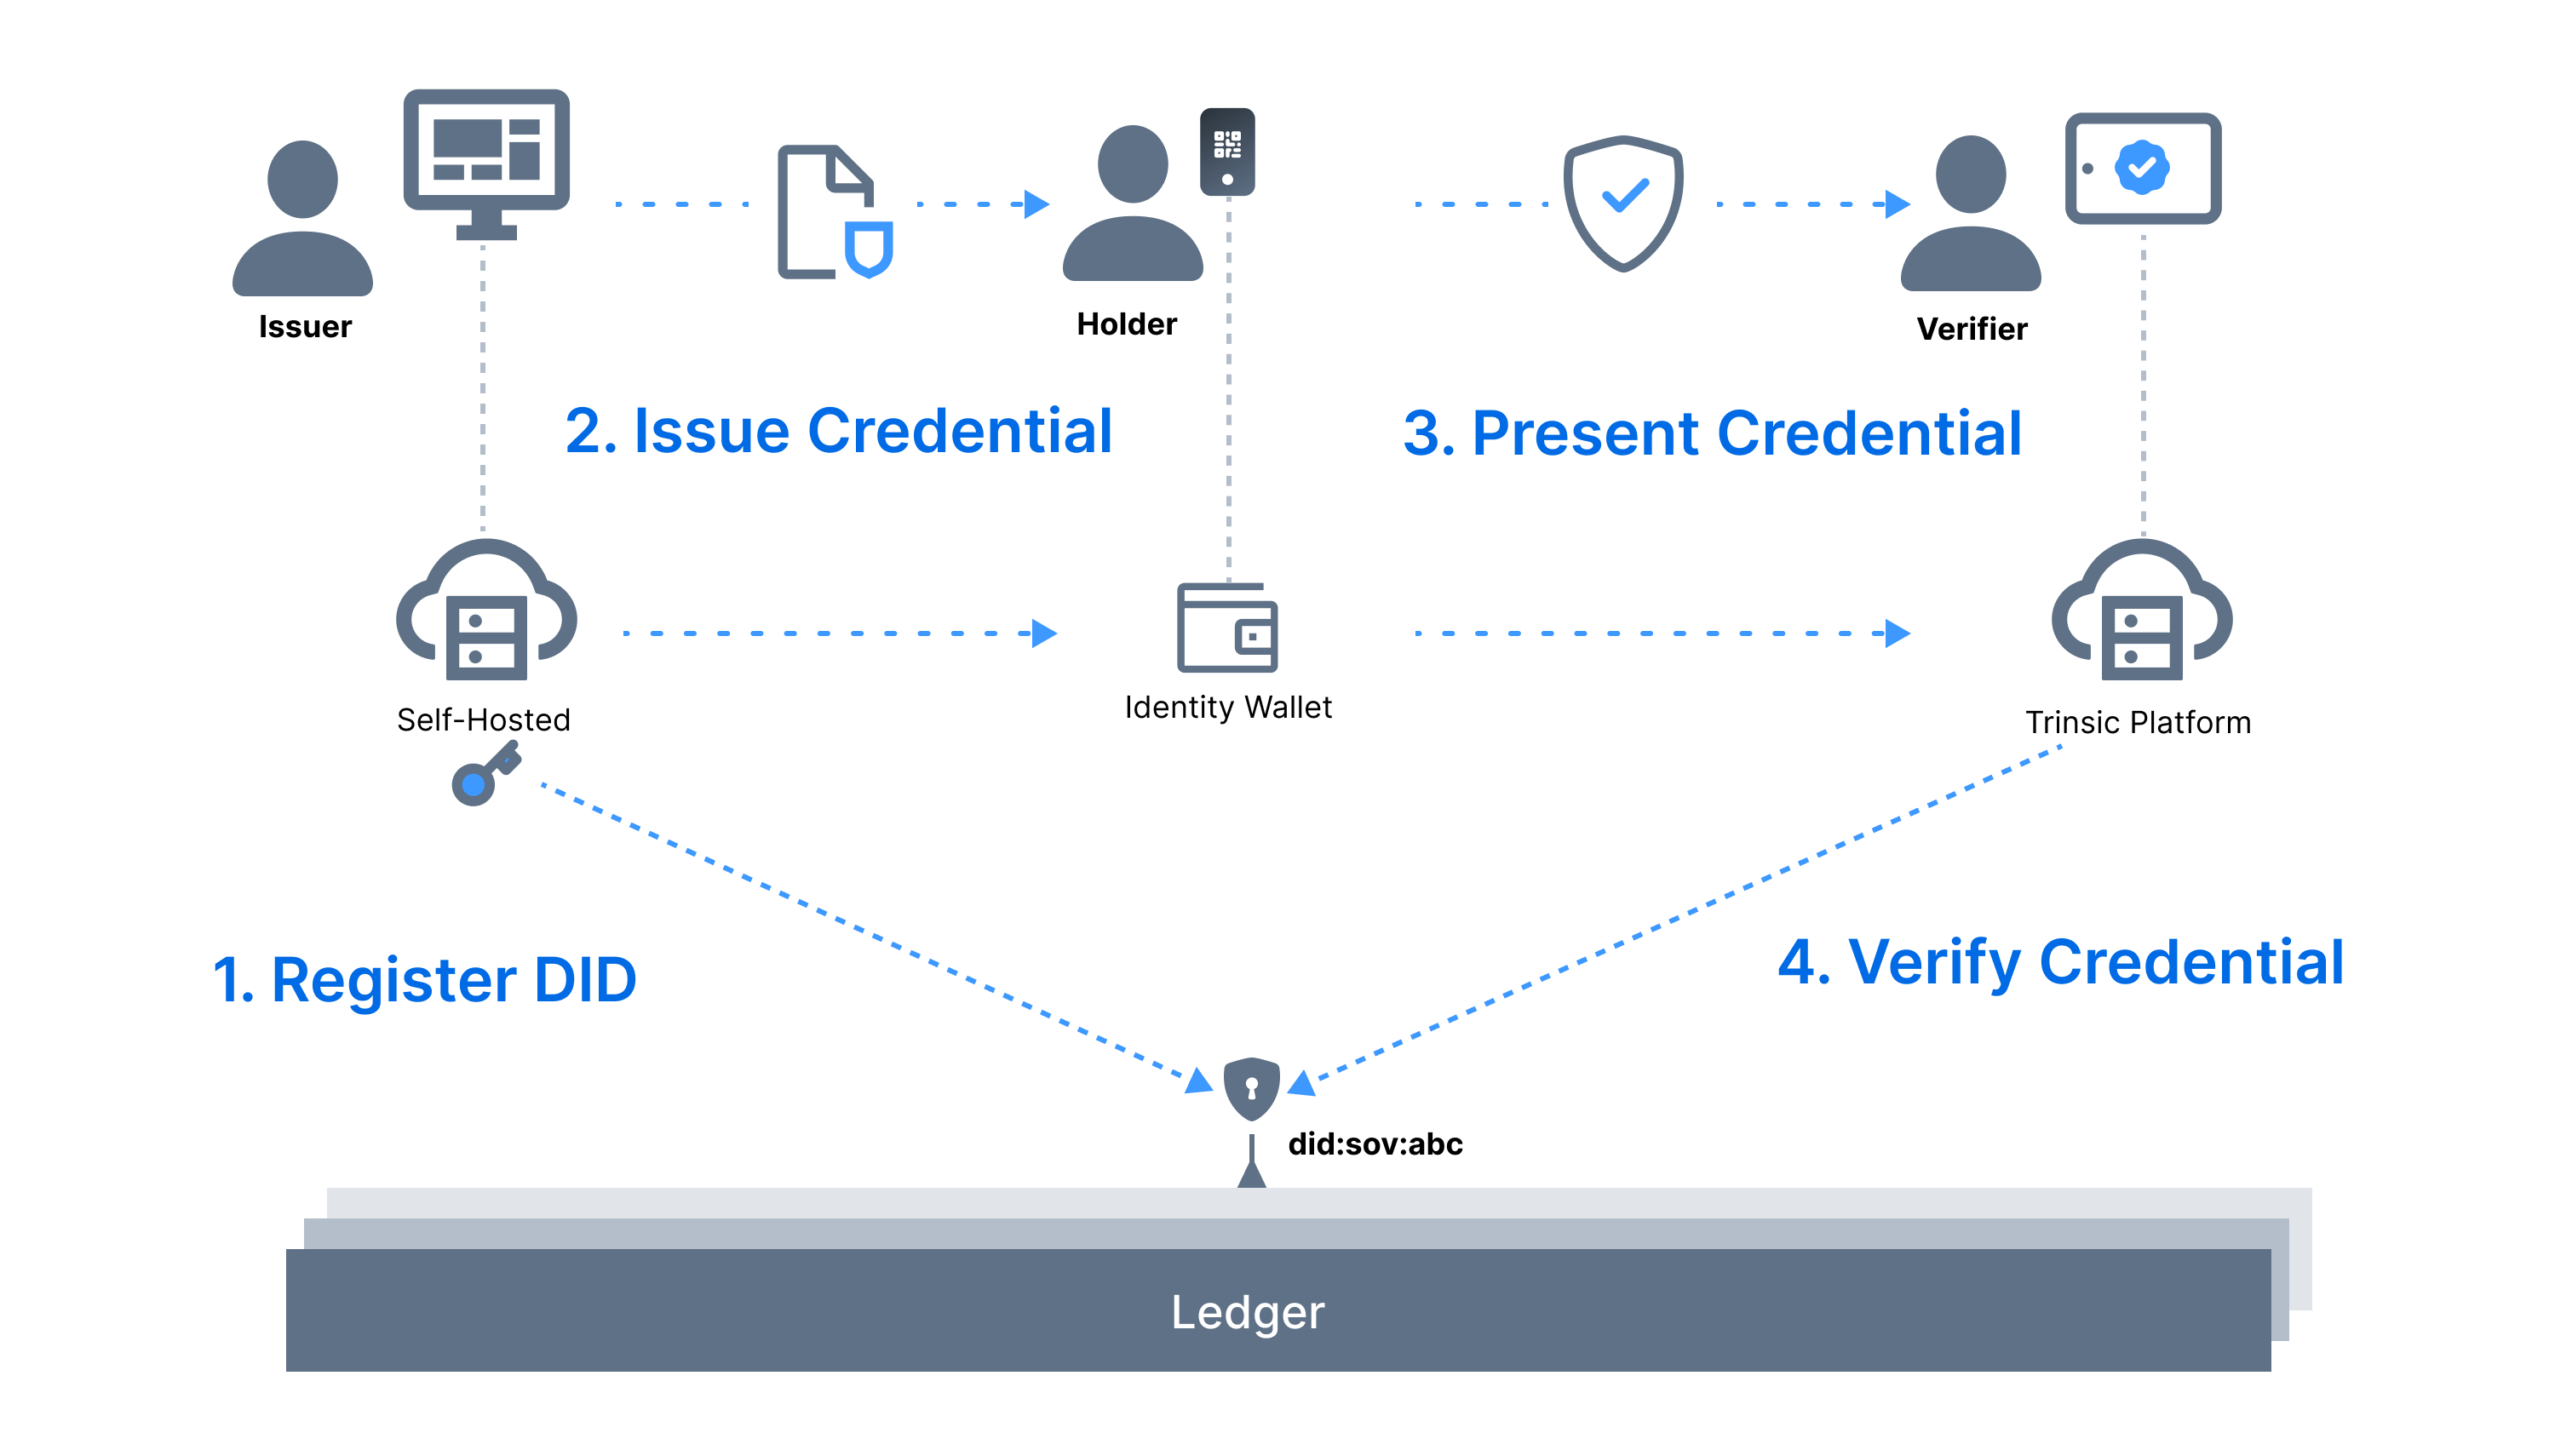 Issuer
Holder
Verifier
2. Issue Credential
3. Present Credential
Self-Hosted
Identity Wallet
Trinsic Platform
1. Register DID
4. Verify Credential
did:sov:abc
Ledger